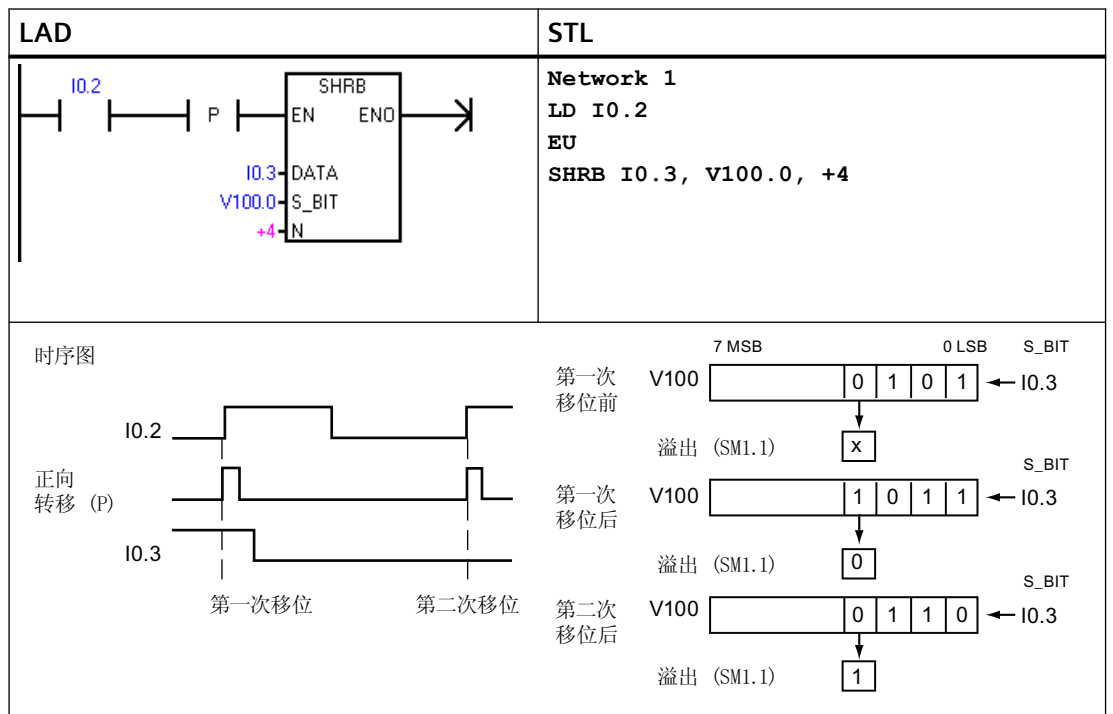 LAD
STL
I0.2
P
SHRB
EN ENO
I0.3 DATA
V100.0 S_BIT
+4 N
Network 1
LD I0.2
EU
SHRB I0.3, V100.0, +4
时序图
I0.2
正向
转移 (P)
I0.3
第一次移位 第二次移位
7 MSB 0 LSB S_BIT
第一次
移位前
V100 0 1 0 1 I0.3
溢出 (SM1.1) x
S_BIT
第一次
移位后
V100 1 0 1 1 I0.3
溢出 (SM1.1) 0
S_BIT
第二次
移位后
V100 0 1 1 0 I0.3
溢出 (SM1.1) 1